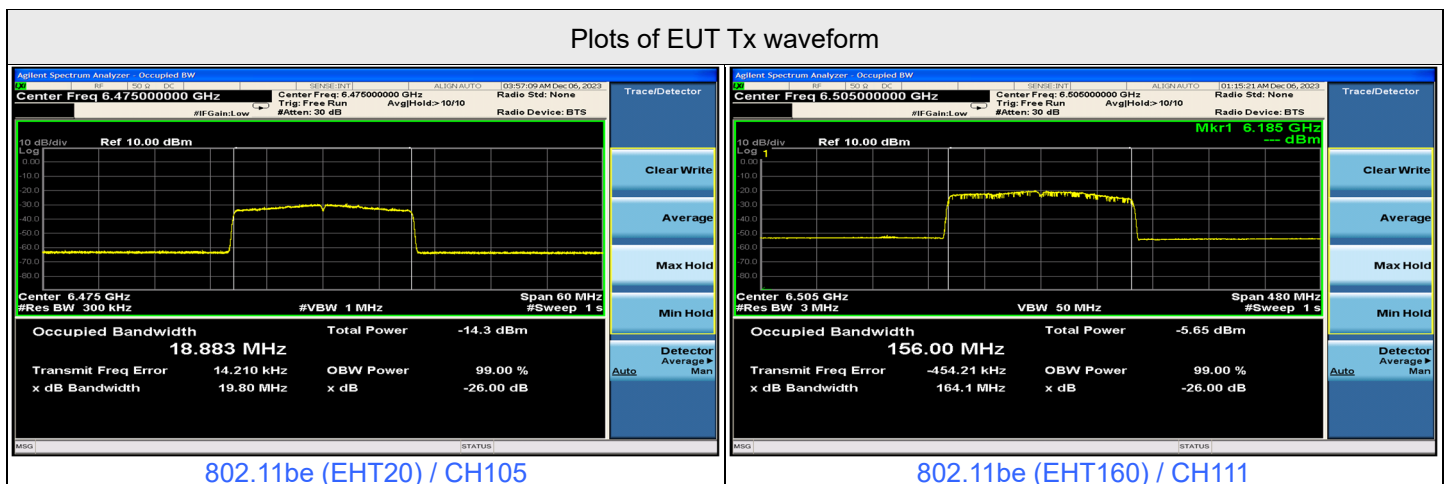 Plots of EUT Tx waveform
Agilent Spectrum Analyzer - Occupied BW
RF 50 Ω DC SENSE:INT ALIGN AUTO 03:57:09 AM Dec 06, 2023
Center Freq 6.475000000 GHz
Center Freq: 6.475000000 GHz
Radio Std: None
Trig: Free Run Avg|Hold:>10/10
#IFGain:Low #Atten: 30 dB Radio Device: BTS
10 dB/div Ref 10.00 dBm
Log
0.00
-10.0
-20.0
-30.0
-40.0
-50.0
-60.0
-70.0
-80.0
Center 6.475 GHz Span 60 MHz
#Res BW 300 kHz #VBW 1 MHz #Sweep 1 s
Occupied Bandwidth Total Power -14.3 dBm
18.883 MHz
Transmit Freq Error 14.210 kHz OBW Power 99.00 %
x dB Bandwidth 19.80 MHz x dB -26.00 dB
MSG STATUS
Trace/Detector
Clear Write
Average
Max Hold
Min Hold
Detector
Average►
Auto Man
802.11be (EHT20) / CH105
Agilent Spectrum Analyzer - Occupied BW
RF 50 Ω DC SENSE:INT ALIGN AUTO 01:15:21 AM Dec 06, 2023
Center Freq 6.505000000 GHz
Center Freq: 6.505000000 GHz
Radio Std: None
Trig: Free Run Avg|Hold:>10/10
#IFGain:Low #Atten: 30 dB Radio Device: BTS
Mkr1 6.185 GHz
10 dB/div Ref 10.00 dBm --- dBm
Log
1
0.00
-10.0
-20.0
-30.0
-40.0
-50.0
-60.0
-70.0
-80.0
Center 6.505 GHz Span 480 MHz
#Res BW 3 MHz VBW 50 MHz #Sweep 1 s
Occupied Bandwidth Total Power -5.65 dBm
156.00 MHz
Transmit Freq Error -454.21 kHz OBW Power 99.00 %
x dB Bandwidth 164.1 MHz x dB -26.00 dB
MSG STATUS
Trace/Detector
Clear Write
Average
Max Hold
Min Hold
Detector
Average►
Auto Man
802.11be (EHT160) / CH111